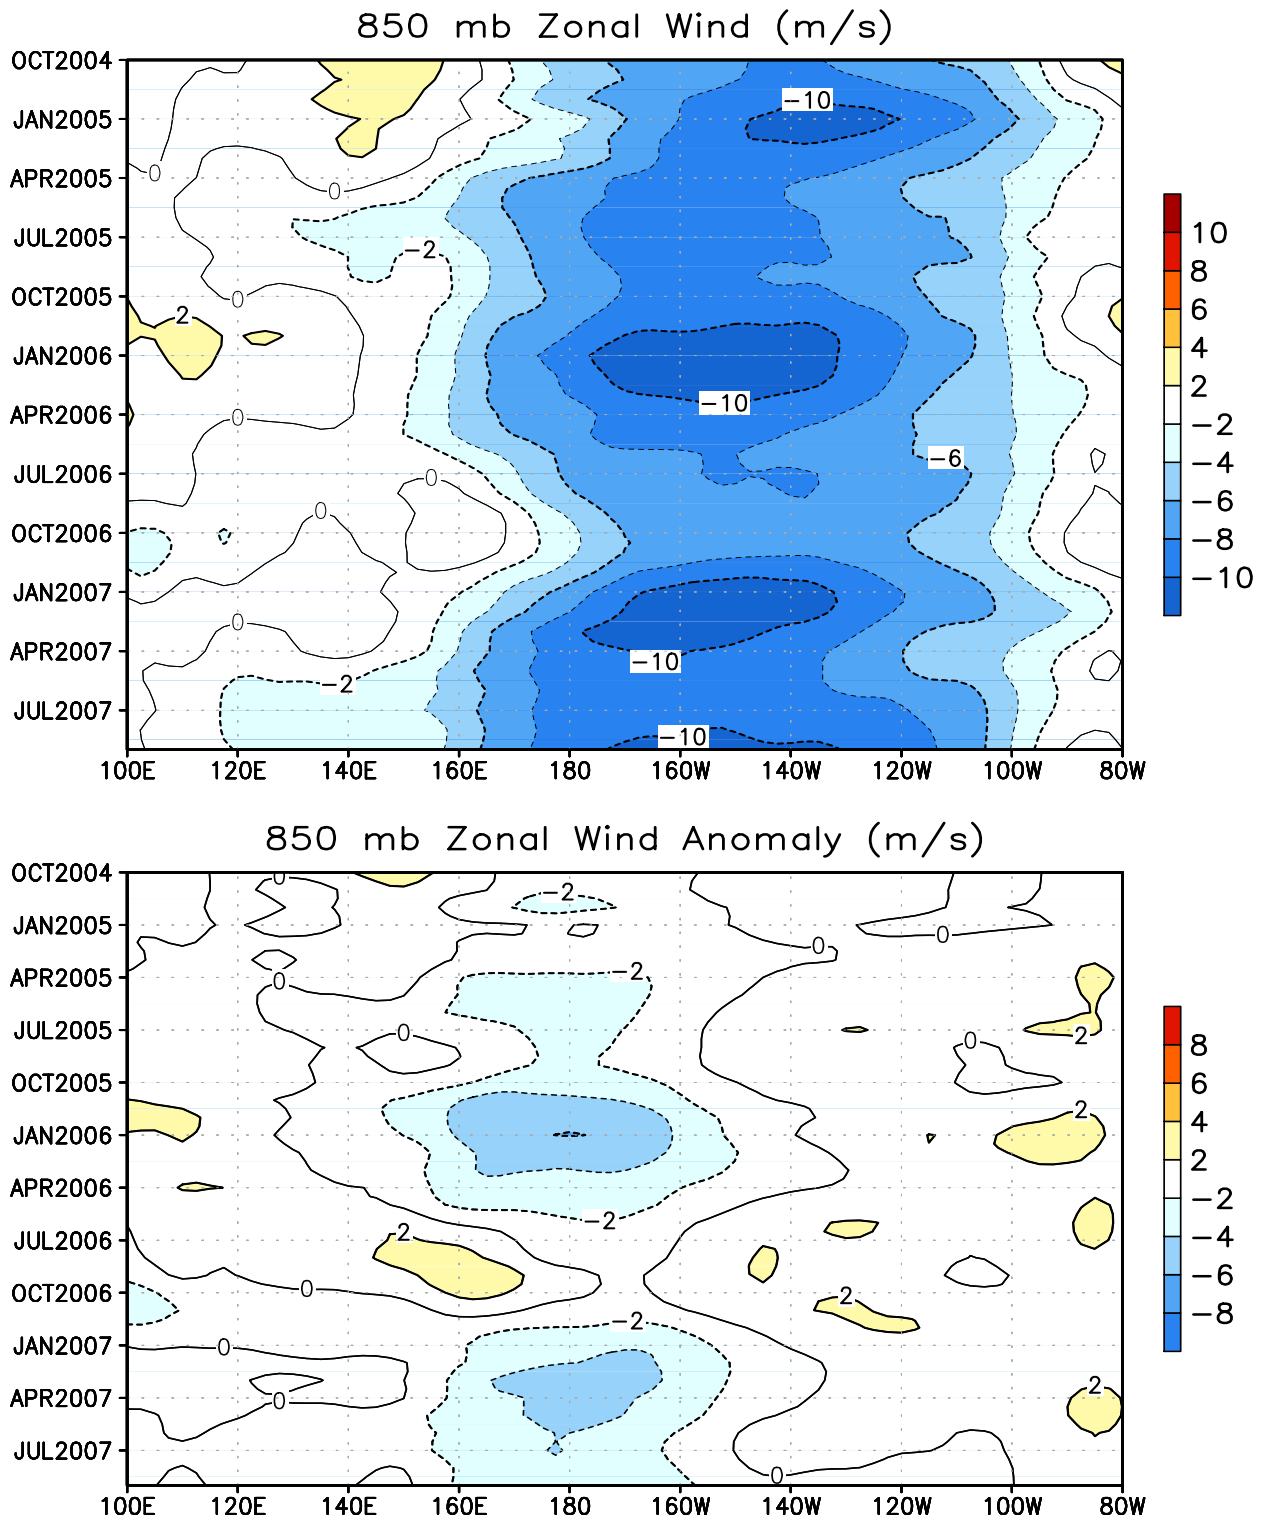 850 mb Zonal Wind (m/s)
OCT2004
JAN2005
APR2005
JUL2005
OCT2005
JAN2006
APR2006
JUL2006
OCT2006
JAN2007
APR2007
JUL2007
−10
0
0
−2
0
2
−10
0
−6
0
0
0
−10
−2
−10
10
8
6
4
2
−2
−4
−6
−8
−10
100E 120E 140E 160E 180 160W 140W 120W 100W 80W
850 mb Zonal Wind Anomaly (m/s)
OCT2004
JAN2005
APR2005
JUL2005
OCT2005
JAN2006
APR2006
JUL2006
OCT2006
JAN2007
APR2007
JUL2007
0
−2
0
0
−2
0
0
2
0
2
−2
2
0
2
−2
0
2
0
0
8
6
4
2
−2
−4
−6
−8
100E 120E 140E 160E 180 160W 140W 120W 100W 80W